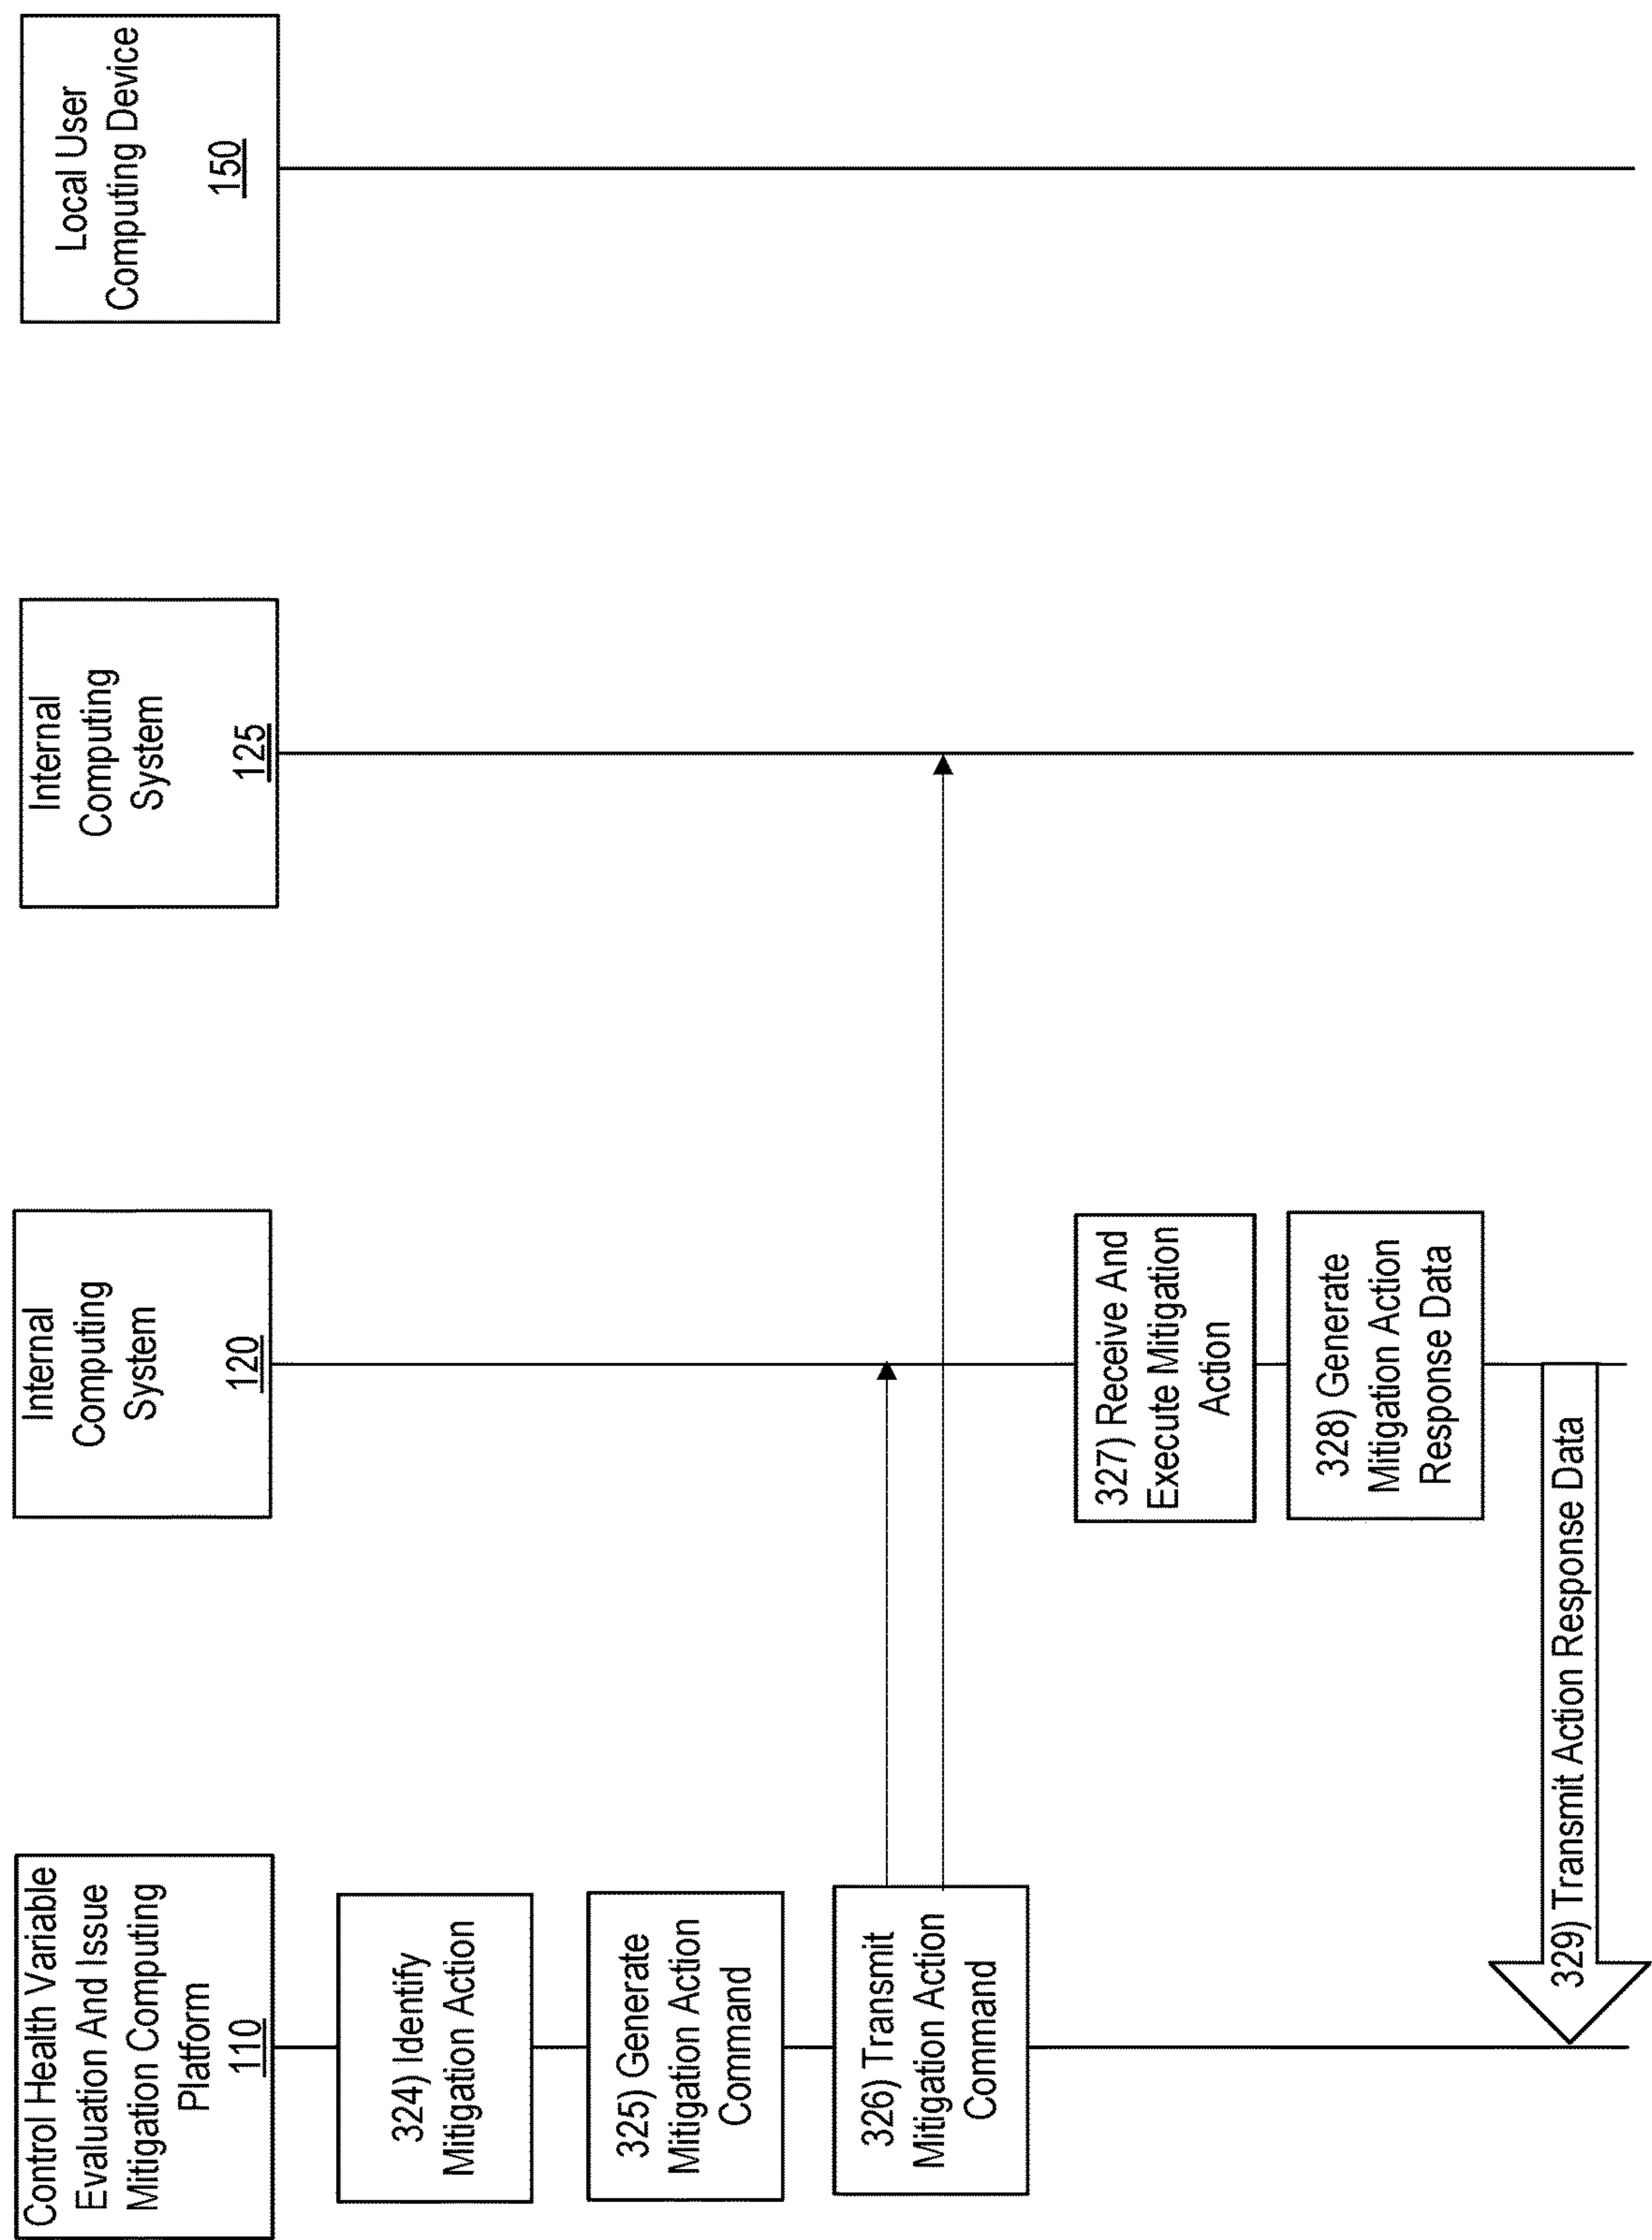 Control Health Variable
Evaluation And Issue
Mitigation Computing
Platform
110
Internal
Computing
System
120
Internal
Computing
System
125
Local User
Computing Device
150
324) Identify
Mitigation Action
325) Generate
Mitigation Action
Command
326) Transmit
Mitigation Action
Command
327) Receive And
Execute Mitigation
Action
328) Generate
Mitigation Action
Response Data
329) Transmit Action Response Data